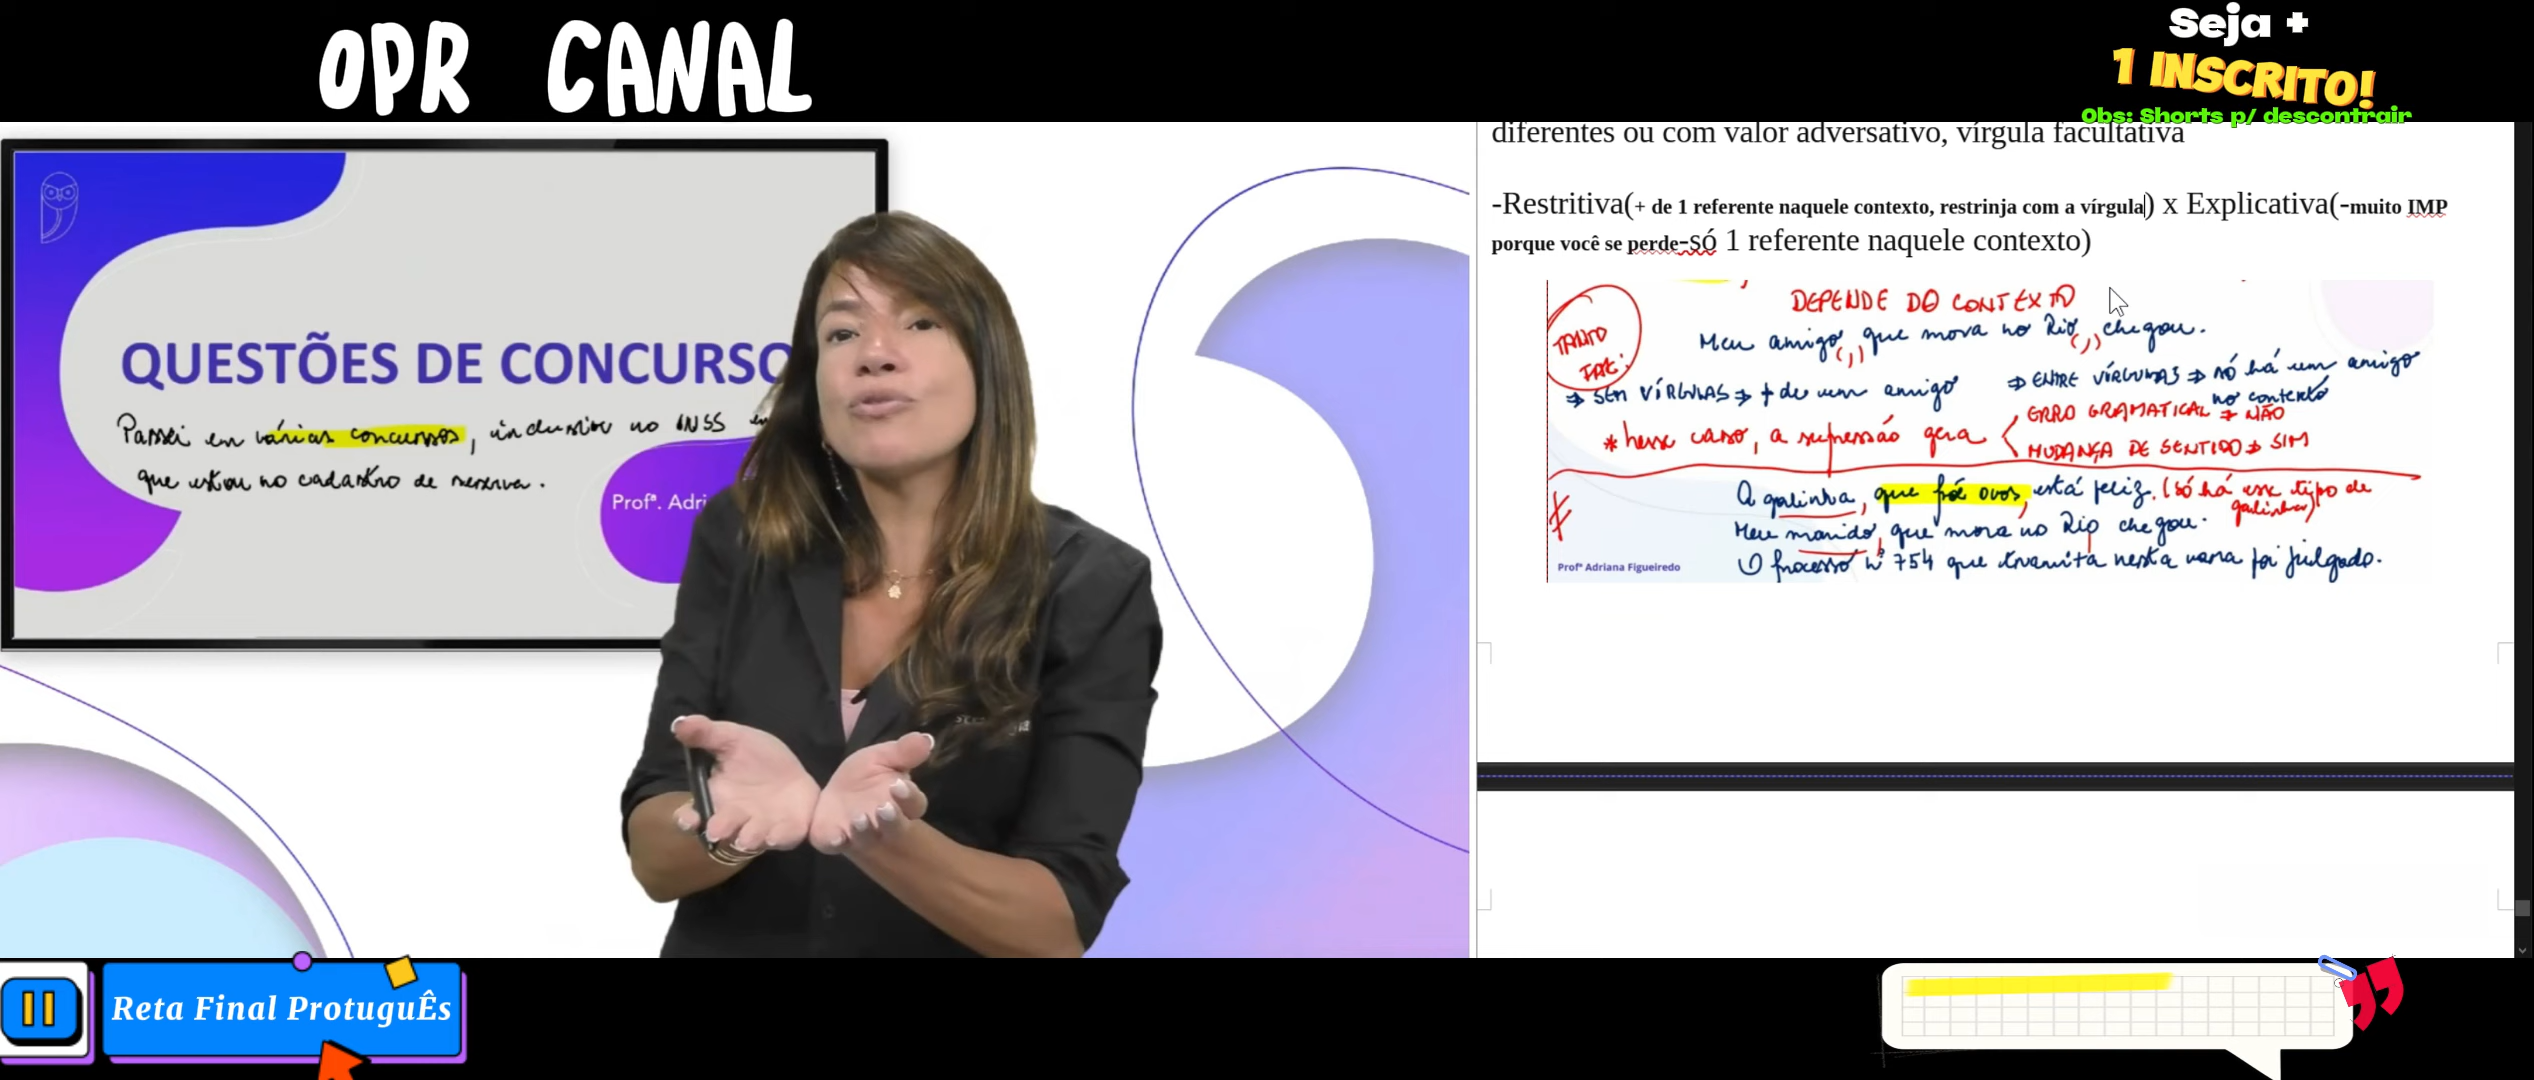 OPR CANAL
Seja +
1 INSCRITO!
Obs: Shorts p/ descontrair
QUESTÕES DE CONCURSO
Passei em vários concursos, inclusive no INSS em
que estou no cadastro de reserva.
Profª. Adri
diferentes ou com valor adversativo, vírgula facultativa
-Restritiva(+ de 1 referente naquele contexto, restrinja com a vírgula) x Explicativa(-muito IMP
porque você se perde-só 1 referente naquele contexto)
DEPENDE DO CONTEXTO
TANTO
FAZ:
Meu amigo(,) que mora no Rio(,) chegou.
⇒ SEM VÍRGULAS ⇒ + de um amigo
⇒ ENTRE VÍRGULAS ⇒ só há um amigo
no contexto
* nesse caso, a supressão gera
ERRO GRAMATICAL ⇒ NÃO
MUDANÇA DE SENTIDO ⇒ SIM
≠
A galinha, que põe ovos, está feliz. (só há esse tipo de
galinha)
Meu marido, que mora no Rio chegou.
O processo nº 754 que tramita nesta vara foi julgado.
Profª Adriana Figueiredo
Reta Final ProtuguÊs